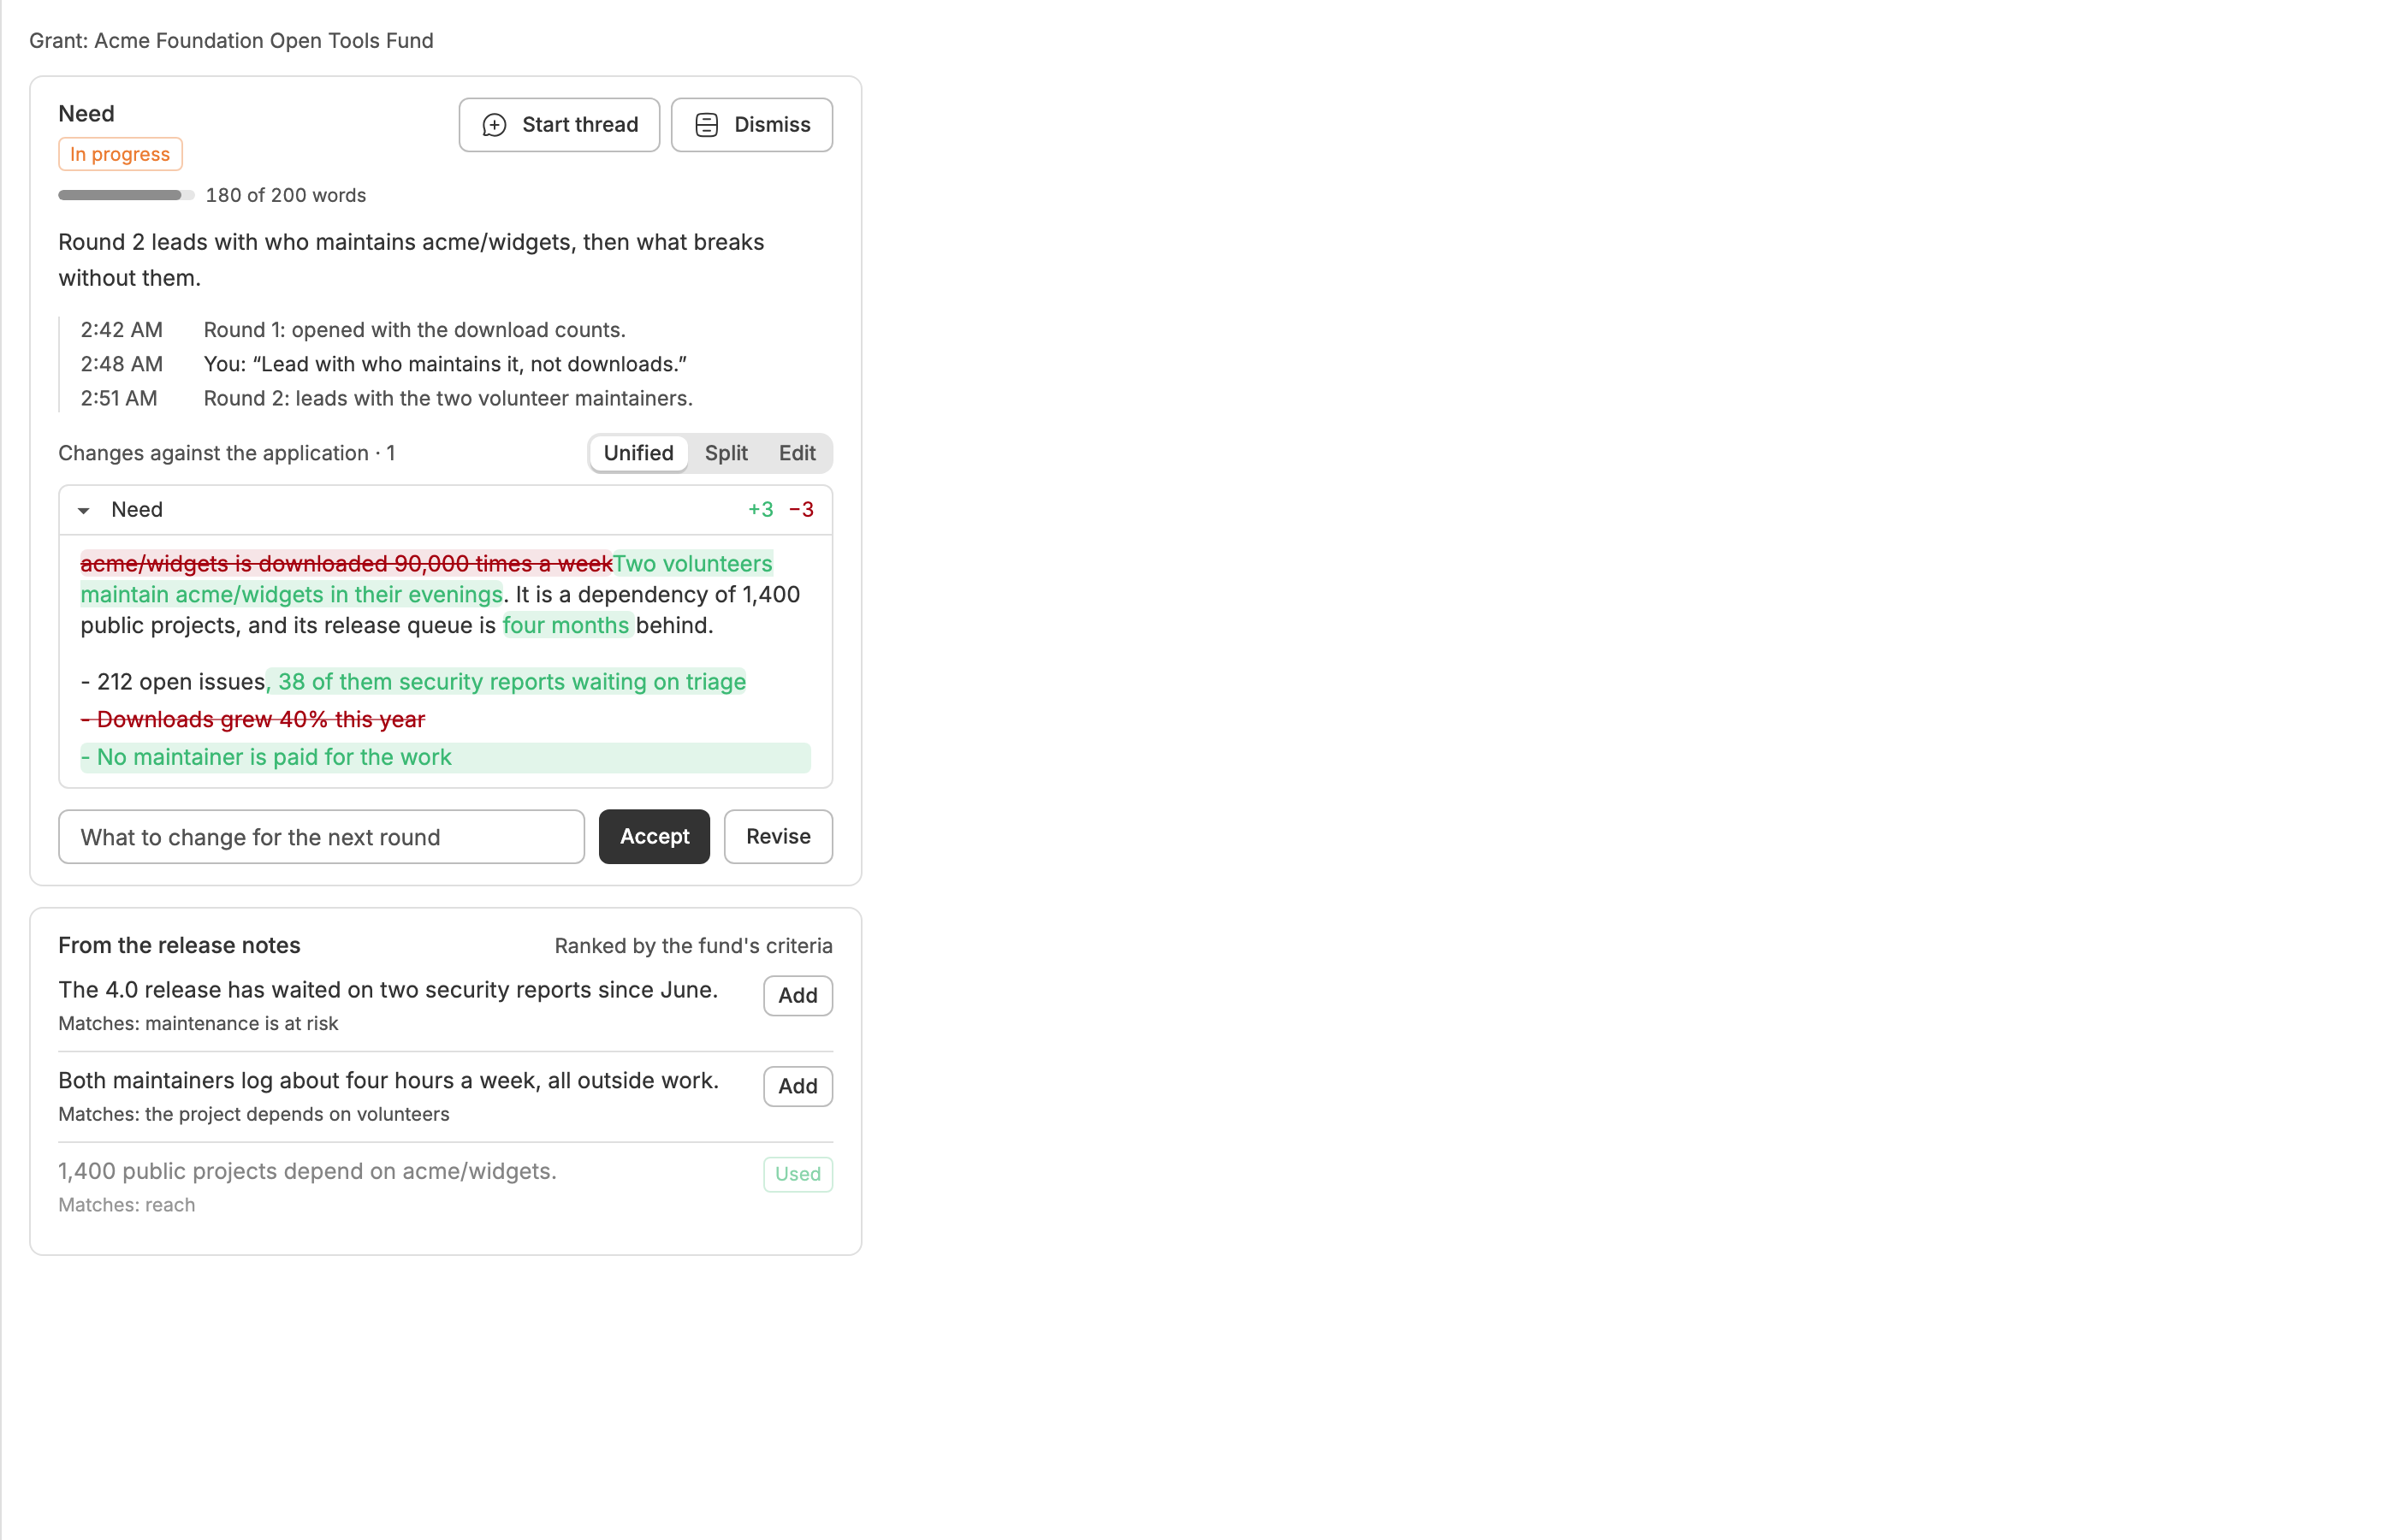 Grant: Acme Foundation Open Tools Fund
Need
Start thread
Dismiss
In progress
180 of 200 words
Round 2 leads with who maintains acme/widgets, then what breaks
without them.
2:42 AM Round 1: opened with the download counts.
2:48 AM You: “Lead with who maintains it, not downloads.”
2:51 AM Round 2: leads with the two volunteer maintainers.
Changes against the application · 1
Unified Split Edit
Need +3 −3
acme/widgets is downloaded 90,000 times a weekTwo volunteers
maintain acme/widgets in their evenings. It is a dependency of 1,400
public projects, and its release queue is four months behind.
- 212 open issues, 38 of them security reports waiting on triage
- Downloads grew 40% this year
- No maintainer is paid for the work
What to change for the next round
Accept
Revise
From the release notes
Ranked by the fund's criteria
The 4.0 release has waited on two security reports since June.
Add
Matches: maintenance is at risk
Both maintainers log about four hours a week, all outside work.
Add
Matches: the project depends on volunteers
1,400 public projects depend on acme/widgets.
Used
Matches: reach